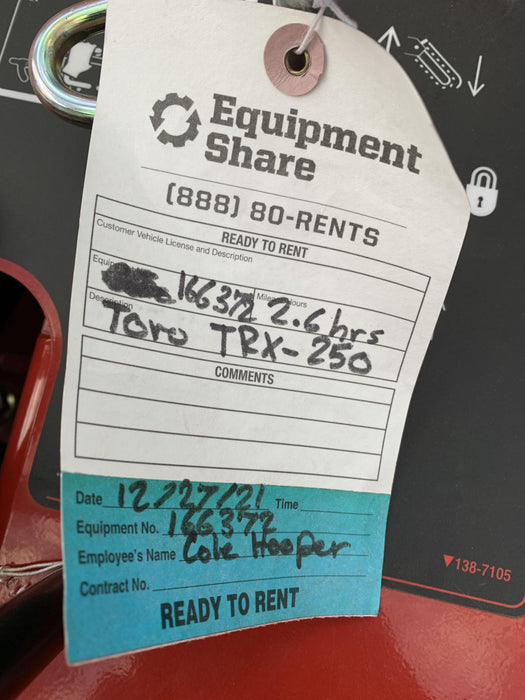 Equipment
Share
(888) 80-RENTS
READY TO RENT
Customer Vehicle License and Description
166372 2.6 hrs
Description
Toro TRX-250
COMMENTS
Date 12/27/21 Time
Equipment No. 166372
Employee's Name Cole Hooper
Contract No.
READY TO RENT
▼138-7105